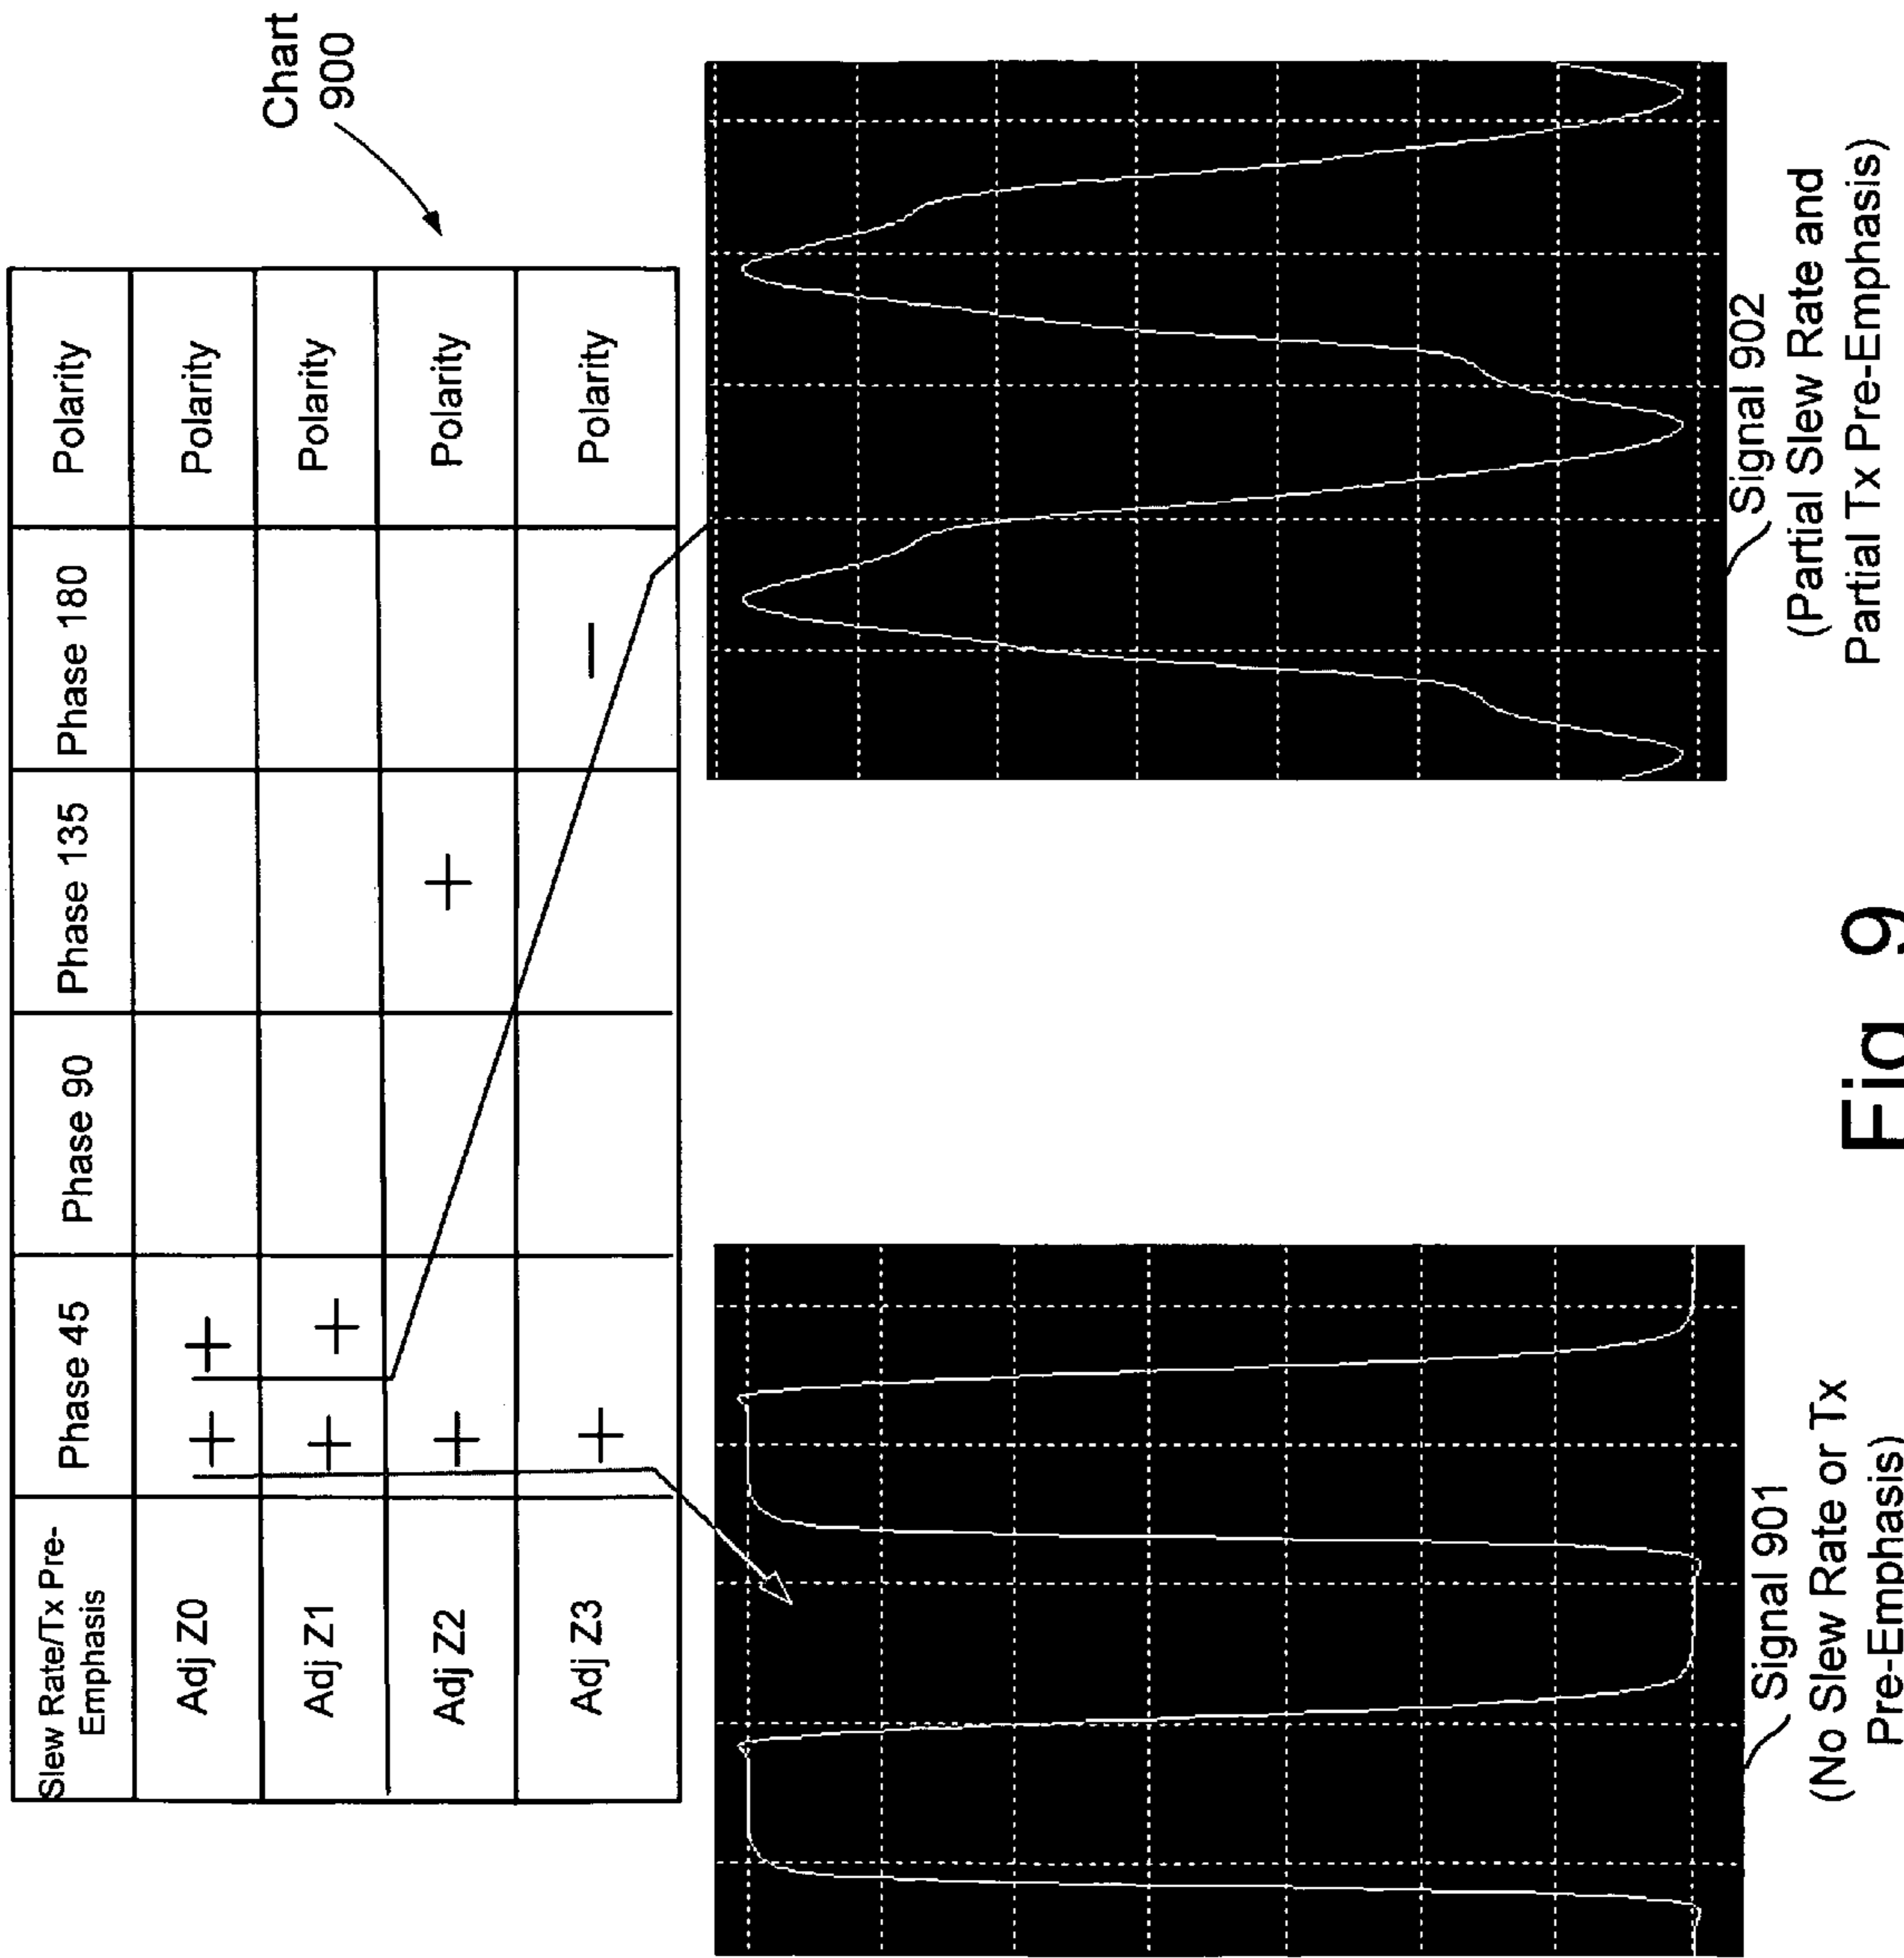 Slew Rate/Tx Pre-
Emphasis
Phase 45
Phase 90
Phase 135
Phase 180
Polarity
Adj Z0
+
+
Polarity
Adj Z1
+
+
Polarity
Adj Z2
+
+
Polarity
Adj Z3
+
−
Polarity
Chart
900
Signal 901
(No Slew Rate or Tx
Pre-Emphasis)
Signal 902
(Partial Slew Rate and
Partial Tx Pre-Emphasis)
Fig 9